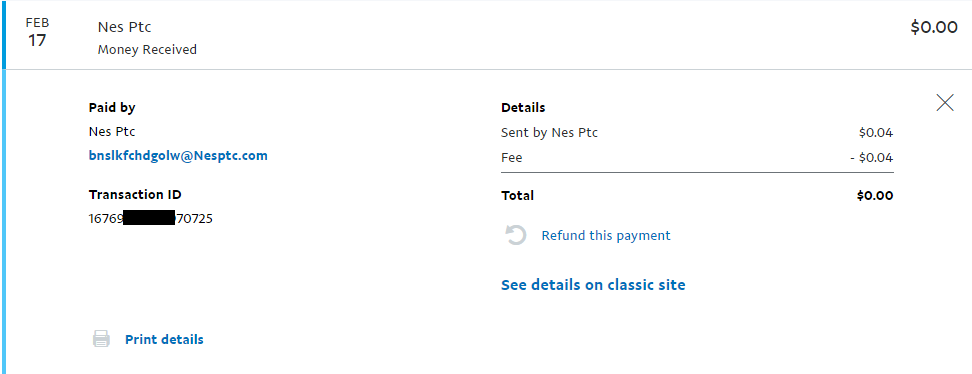 FEB
17
Nes Ptc
Money Received
$0.00
Paid by
Nes Ptc
bnslkfchdgolw@Nesptc.com
Transaction ID
16769 70725
Details
Sent by Nes Ptc $0.04
Fee - $0.04
Total $0.00
Refund this payment
See details on classic site
Print details